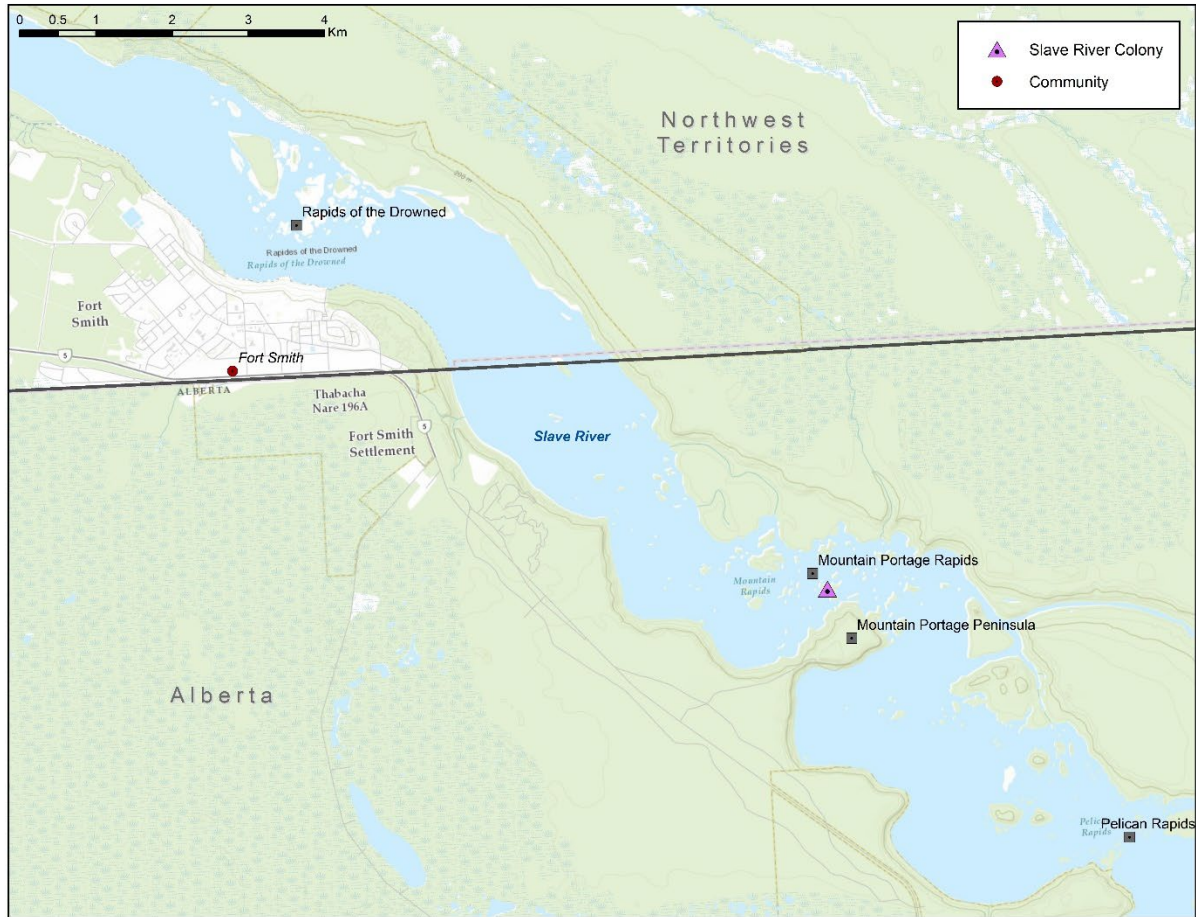 0 0.5 1 2 3 4
Km
Slave River Colony
Community
Northwest
Territories
200 m
Rapids of the Drowned
Rapides of the Drowned
Rapids of the Drowned
Fort
Smith
5
Fort Smith
ALBERTA
Thabacha
Nare 196A
5
Fort Smith
Settlement
Slave River
Mountain Portage Rapids
Mountain
Rapids
Mountain Portage Peninsula
Alberta
Pelican Rapids
Rapids